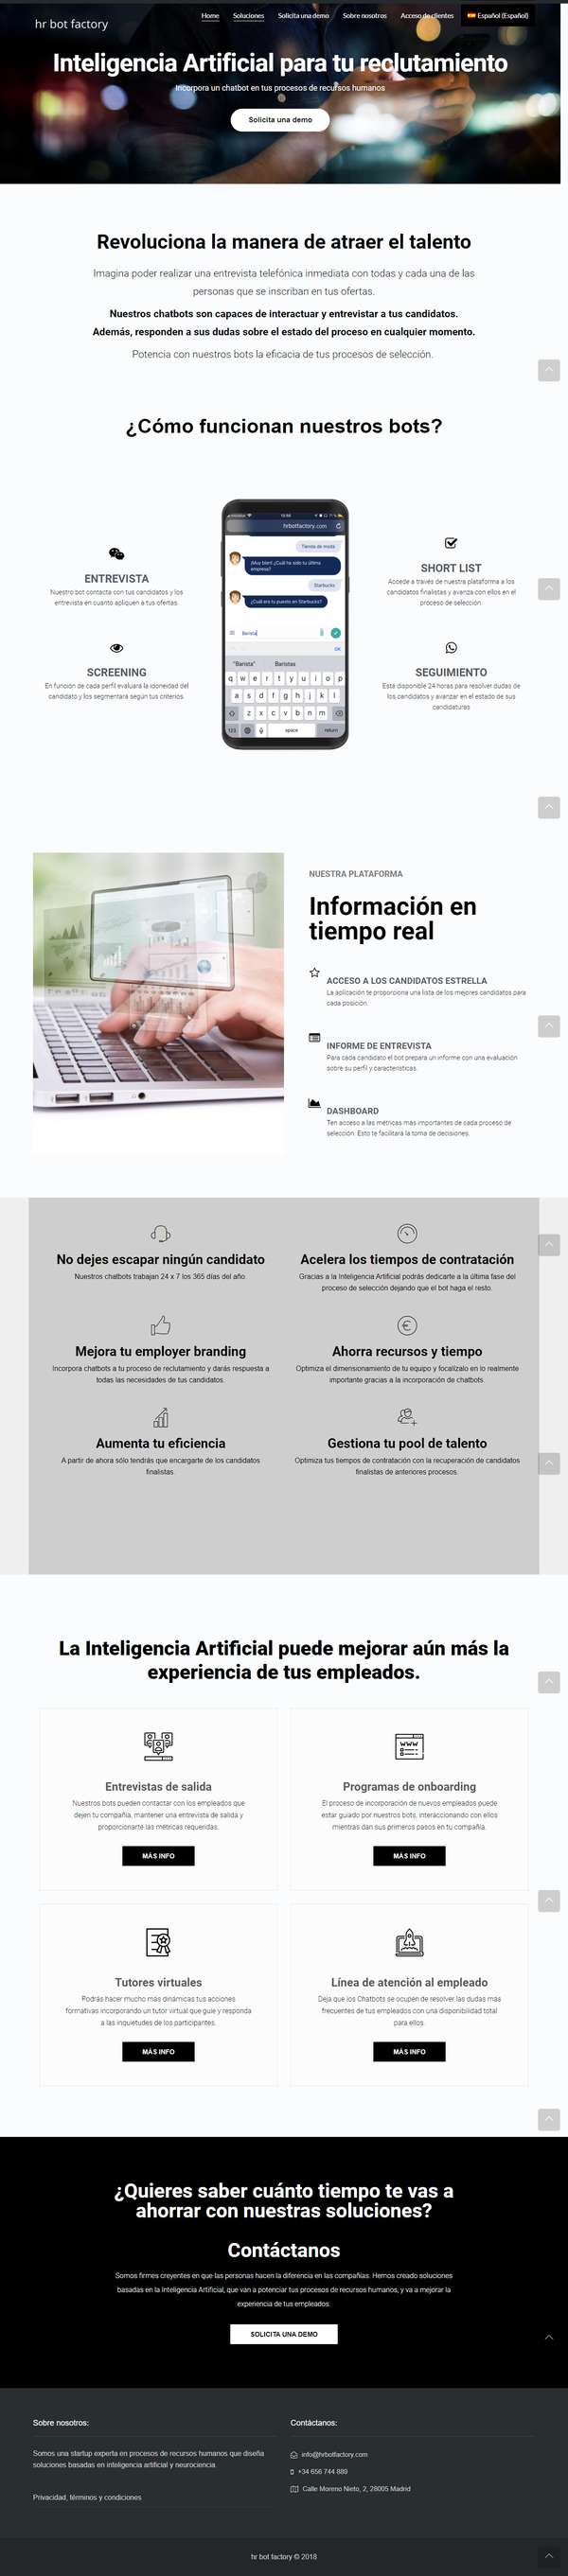 hr bot factory
Home Soluciones Solicita una demo Sobre nosotros Acceso de clientes Español (Español)
Inteligencia Artificial para tu reclutamiento
Incorpora un chatbot en tus procesos de recursos humanos
Solicita una demo
Revoluciona la manera de atraer el talento
Imagina poder realizar una entrevista telefónica inmediata con todas y cada una de las
personas que se inscriban en tus ofertas.
Nuestros chatbots son capaces de interactuar y entrevistar a tus candidatos.
Además, responden a sus dudas sobre el estado del proceso en cualquier momento.
Potencia con nuestros bots la eficacia de tus procesos de selección.
¿Cómo funcionan nuestros bots?
ENTREVISTA
Nuestro bot contacta con tus candidatos y los
entrevista en cuanto apliquen a tus ofertas.
SCREENING
En función de cada perfil evaluará la idoneidad del
candidato y los segmentará según tus criterios.
hrbotfactory.com
Tienda de moda
¡Muy bien! ¿Cuál ha sido tu última
empresa?
Starbucks
¿Cuál era tu puesto en Starbucks?
Barista
OK
"Barista" Baristas
q w e r t y u i o p
a s d f g h j k l
z x c v b n m
123 space return
SHORT LIST
Accede a través de nuestra plataforma a los
candidatos finalistas y avanza con ellos en el
proceso de selección.
SEGUIMIENTO
Está disponible 24 horas para resolver dudas de
los candidatos y avanzar en el estado de sus
candidaturas
NUESTRA PLATAFORMA
Información en
tiempo real
ACCESO A LOS CANDIDATOS ESTRELLA
La aplicación te proporciona una lista de los mejores candidatos para
cada posición.
INFORME DE ENTREVISTA
Para cada candidato el bot prepara un informe con una evaluación
sobre su perfil y características.
DASHBOARD
Ten acceso a las métricas más importantes de cada proceso de
selección. Esto te facilitará la toma de decisiones.
No dejes escapar ningún candidato
Nuestros chatbots trabajan 24 x 7 los 365 días del año.
Acelera los tiempos de contratación
Gracias a la Inteligencia Artificial podrás dedicarte a la última fase del
proceso de selección dejando que el bot haga el resto.
Mejora tu employer branding
Incorpora chatbots a tu proceso de reclutamiento y darás respuesta a
todas las necesidades de tus candidatos.
Ahorra recursos y tiempo
Optimiza el dimensionamiento de tu equipo y focalízalo en lo realmente
importante gracias a la incorporación de chatbots.
Aumenta tu eficiencia
A partir de ahora sólo tendrás que encargarte de los candidatos
finalistas.
Gestiona tu pool de talento
Optimiza tus tiempos de contratación con la recuperación de candidatos
finalistas de anteriores procesos.
La Inteligencia Artificial puede mejorar aún más la
experiencia de tus empleados.
Entrevistas de salida
Nuestros bots pueden contactar con los empleados que
dejen tu compañía, mantener una entrevista de salida y
proporcionarte las métricas requeridas.
MÁS INFO
Programas de onboarding
WWW
El proceso de incorporación de nuevos empleados puede
estar guiado por nuestros bots, interaccionando con ellos
mientras dan sus primeros pasos en tu compañía.
MÁS INFO
Tutores virtuales
Podrás hacer mucho más dinámicas tus acciones
formativas incorporando un tutor virtual que guíe y responda
a las inquietudes de los participantes.
MÁS INFO
Línea de atención al empleado
Deja que los Chatbots se ocupen de resolver las dudas más
frecuentes de tus empleados con una disponibilidad total
para ellos.
MÁS INFO
¿Quieres saber cuánto tiempo te vas a
ahorrar con nuestras soluciones?
Contáctanos
Somos firmes creyentes en que las personas hacen la diferencia en las compañías. Hemos creado soluciones
basadas en la Inteligencia Artificial, que van a potenciar tus procesos de recursos humanos, y va a mejorar la
experiencia de tus empleados.
SOLICITA UNA DEMO
Sobre nosotros:
Somos una startup experta en procesos de recursos humanos que diseña
soluciones basadas en inteligencia artificial y neurociencia.
Privacidad, términos y condiciones
Contáctanos:
info@hrbotfactory.com
+34 656 744 889
Calle Moreno Nieto, 2, 28005 Madrid
hr bot factory © 2018